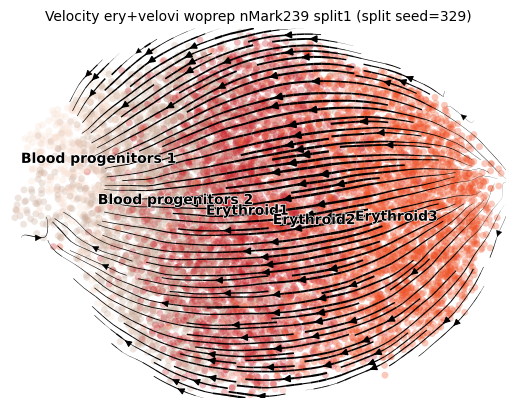 Velocity ery+velovi woprep nMark239 split1 (split seed=329)
Blood progenitors 1
Blood progenitors 2
Erythroid1
Erythroid2
Erythroid3